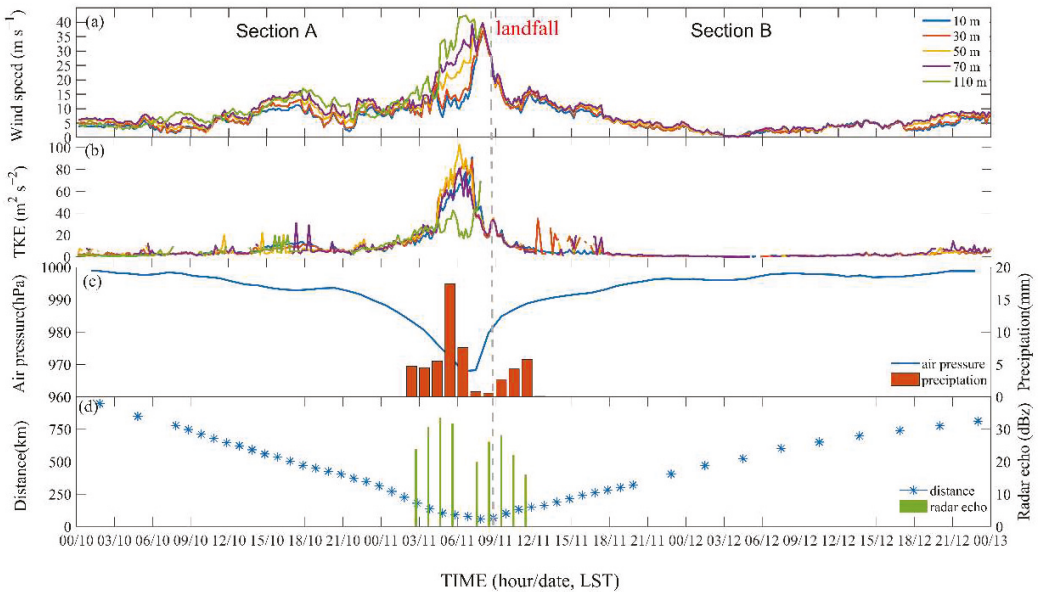 (a)
Section A
landfall
Section B
10 m
30 m
50 m
70 m
110 m
Wind speed (m s⁻¹)
40
35
30
25
20
15
10
5
0
(b)
TKE (m² s⁻²)
100
80
60
40
20
0
(c)
Air pressure(hPa)
1000
990
980
970
960
air pressure
preciptation
20
15
10
5
0
Preciptation(mm)
(d)
Distance(km)
750
500
250
0
distance
radar echo
30
20
10
0
Radar echo (dBz)
00/10 03/10 06/10 09/10 12/10 15/10 18/10 21/10 00/11 03/11 06/11 09/11 12/11 15/11 18/11 21/11 00/12 03/12 06/12 09/12 12/12 15/12 18/12 21/12 00/13
TIME (hour/date, LST)